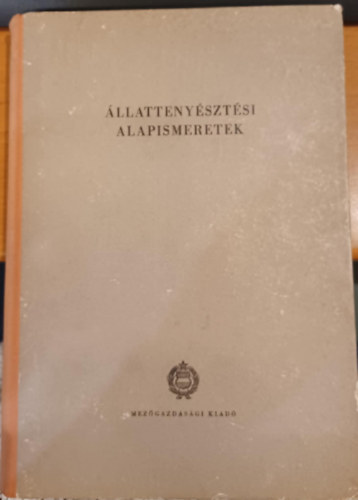 ÁLLATTENYÉSZTÉSI
ALAPISMERETEK
MEZŐGAZDASÁGI KIADÓ